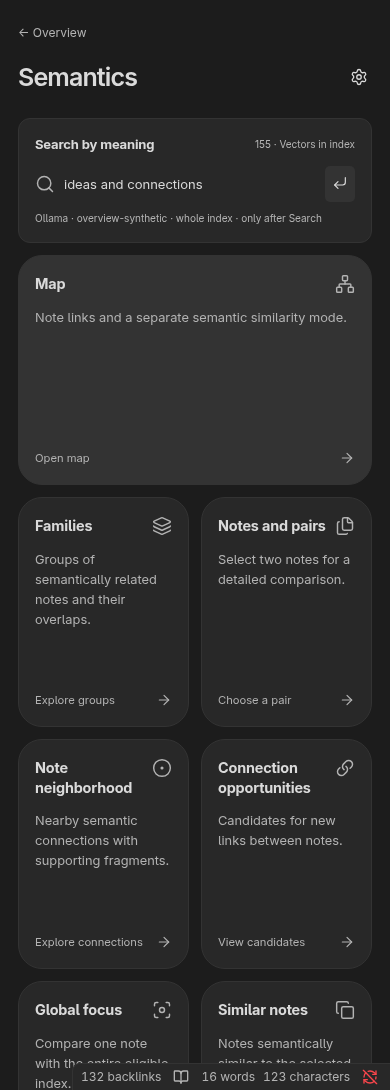 ← Overview
Semantics
Search by meaning
155 · Vectors in index
ideas and connections
Ollama · overview-synthetic · whole index · only after Search
Map
Note links and a separate semantic similarity mode.
Open map
Families
Groups of
semantically related
notes and their
overlaps.
Explore groups
Notes and pairs
Select two notes for a
detailed comparison.
Choose a pair
Note
neighborhood
Nearby semantic
connections with
supporting fragments.
Explore connections
Connection
opportunities
Candidates for new
links between notes.
View candidates
Global focus
Compare one note
with the entire eligible
index.
Similar notes
Notes semantically
similar to the selected
132 backlinks
16 words
123 characters